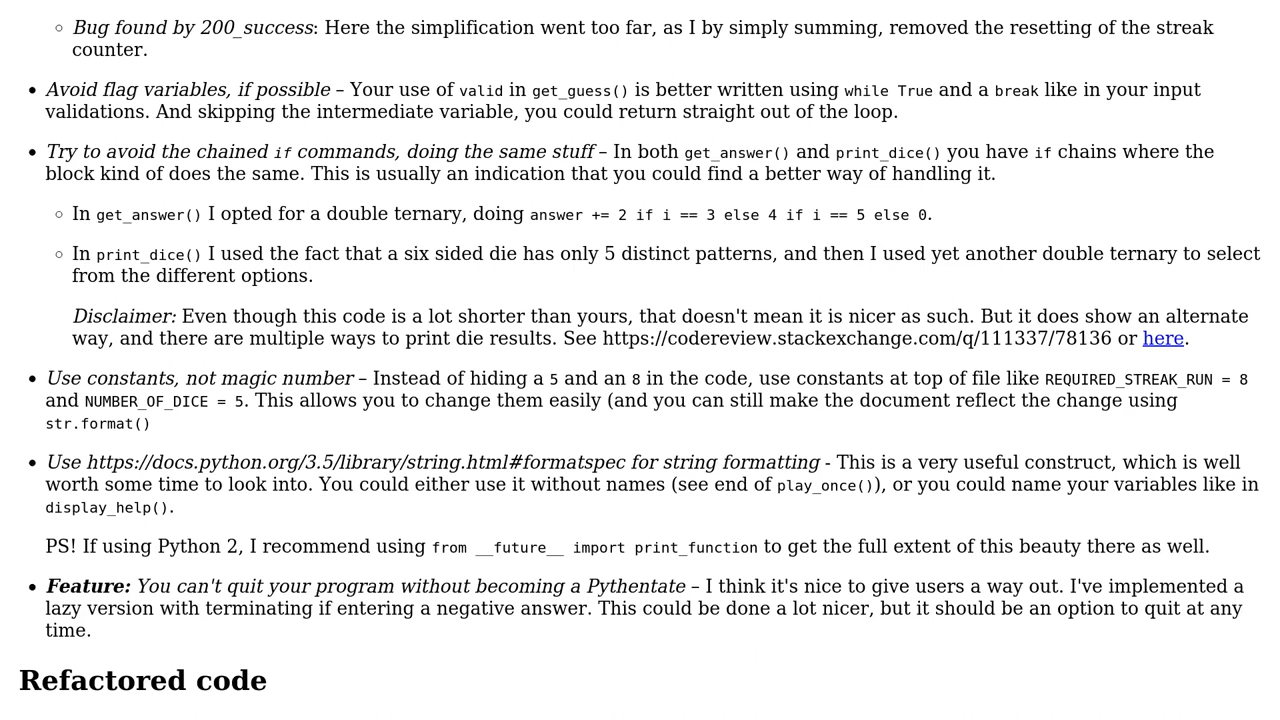 Bug found by 200_success: Here the simplification went too far, as I by simply summing, removed the resetting of the streak
counter.
Avoid flag variables, if possible – Your use of valid in get_guess() is better written using while True and a break like in your input
validations. And skipping the intermediate variable, you could return straight out of the loop.
Try to avoid the chained if commands, doing the same stuff – In both get_answer() and print_dice() you have if chains where the
block kind of does the same. This is usually an indication that you could find a better way of handling it.
In get_answer() I opted for a double ternary, doing answer += 2 if i == 3 else 4 if i == 5 else 0.
In print_dice() I used the fact that a six sided die has only 5 distinct patterns, and then I used yet another double ternary to select
from the different options.
Disclaimer: Even though this code is a lot shorter than yours, that doesn't mean it is nicer as such. But it does show an alternate
way, and there are multiple ways to print die results. See https://codereview.stackexchange.com/q/111337/78136 or here.
Use constants, not magic number – Instead of hiding a 5 and an 8 in the code, use constants at top of file like REQUIRED_STREAK_RUN = 8
and NUMBER_OF_DICE = 5. This allows you to change them easily (and you can still make the document reflect the change using
str.format()
Use https://docs.python.org/3.5/library/string.html#formatspec for string formatting - This is a very useful construct, which is well
worth some time to look into. You could either use it without names (see end of play_once()), or you could name your variables like in
display_help().
PS! If using Python 2, I recommend using from __future__ import print_function to get the full extent of this beauty there as well.
Feature: You can't quit your program without becoming a Pythentate – I think it's nice to give users a way out. I've implemented a
lazy version with terminating if entering a negative answer. This could be done a lot nicer, but it should be an option to quit at any
time.
Refactored code